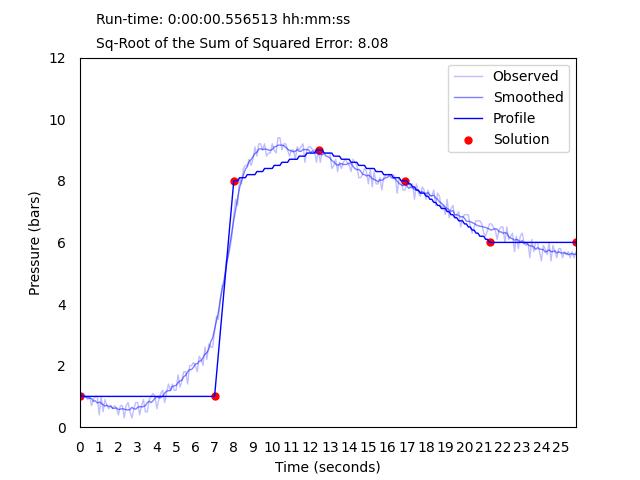 Run-time: 0:00:00.556513 hh:mm:ss
Sq-Root of the Sum of Squared Error: 8.08
Observed
Smoothed
Profile
Solution
12
10
8
6
4
2
0
Pressure (bars)
0 1 2 3 4 5 6 7 8 9 10 11 12 13 14 15 16 17 18 19 20 21 22 23 24 25
Time (seconds)